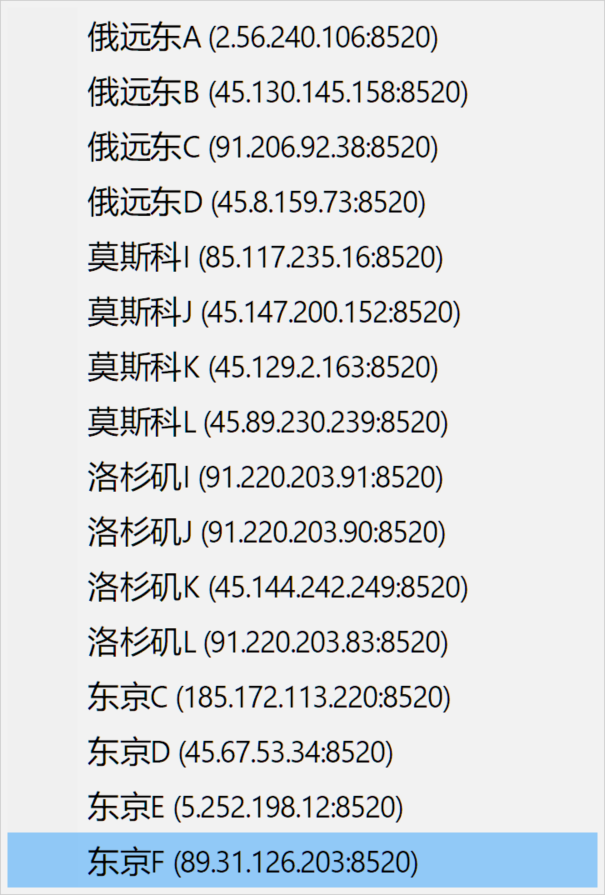 俄远东A (2.56.240.106:8520)
俄远东B (45.130.145.158:8520)
俄远东C (91.206.92.38:8520)
俄远东D (45.8.159.73:8520)
莫斯科I (85.117.235.16:8520)
莫斯科J (45.147.200.152:8520)
莫斯科K (45.129.2.163:8520)
莫斯科L (45.89.230.239:8520)
洛杉矶I (91.220.203.91:8520)
洛杉矶J (91.220.203.90:8520)
洛杉矶K (45.144.242.249:8520)
洛杉矶L (91.220.203.83:8520)
东京C (185.172.113.220:8520)
东京D (45.67.53.34:8520)
东京E (5.252.198.12:8520)
东京F (89.31.126.203:8520)